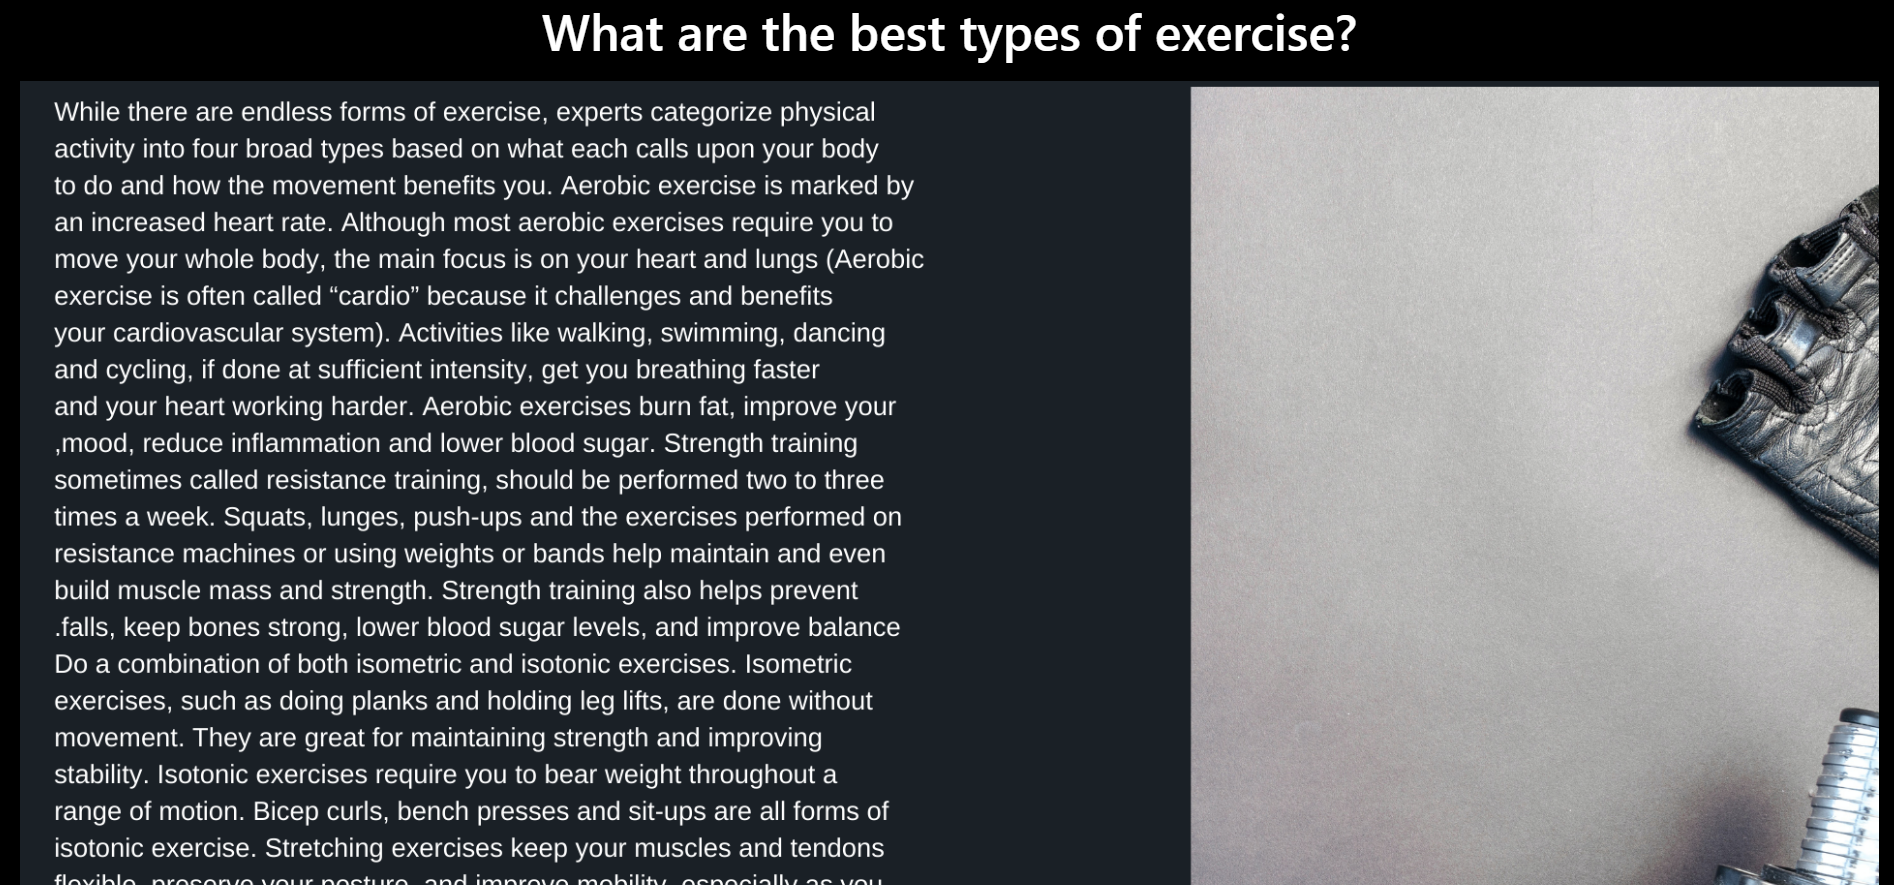 What are the best types of exercise?
While there are endless forms of exercise, experts categorize physical
activity into four broad types based on what each calls upon your body
to do and how the movement benefits you. Aerobic exercise is marked by
an increased heart rate. Although most aerobic exercises require you to
move your whole body, the main focus is on your heart and lungs (Aerobic
exercise is often called “cardio” because it challenges and benefits
your cardiovascular system). Activities like walking, swimming, dancing
and cycling, if done at sufficient intensity, get you breathing faster
and your heart working harder. Aerobic exercises burn fat, improve your
,mood, reduce inflammation and lower blood sugar. Strength training
sometimes called resistance training, should be performed two to three
times a week. Squats, lunges, push-ups and the exercises performed on
resistance machines or using weights or bands help maintain and even
build muscle mass and strength. Strength training also helps prevent
.falls, keep bones strong, lower blood sugar levels, and improve balance
Do a combination of both isometric and isotonic exercises. Isometric
exercises, such as doing planks and holding leg lifts, are done without
movement. They are great for maintaining strength and improving
stability. Isotonic exercises require you to bear weight throughout a
range of motion. Bicep curls, bench presses and sit-ups are all forms of
isotonic exercise. Stretching exercises keep your muscles and tendons
flexible, preserve your posture, and improve mobility, especially as you